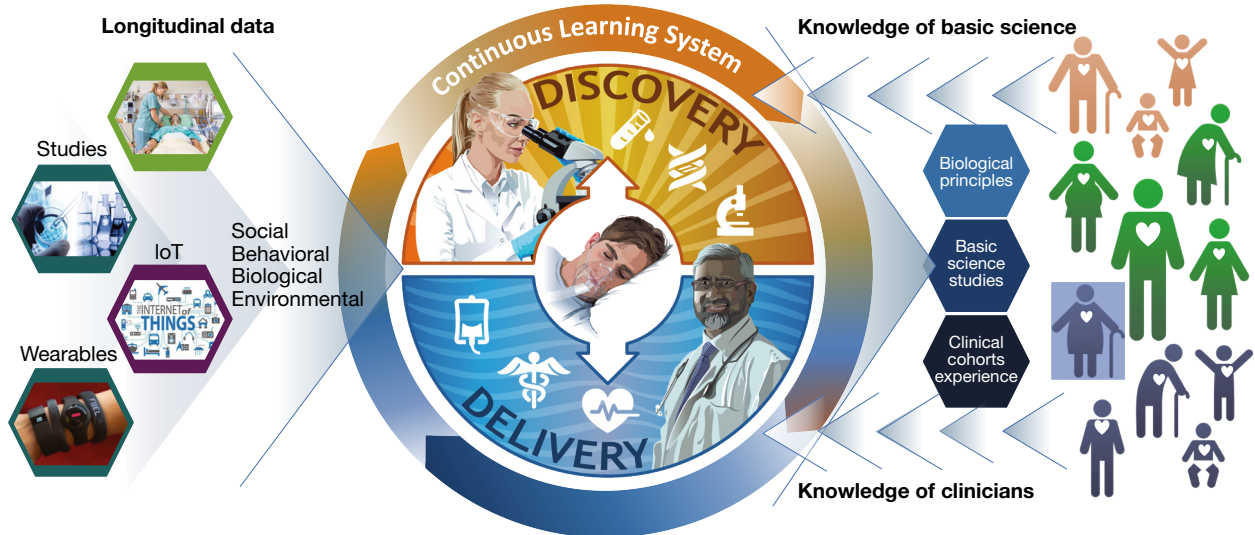 Longitudinal data
Studies
IoT
THE INTERNET of
THINGS
Wearables
Social
Behavioral
Biological
Environmental
Continuous Learning System
DISCOVERY
DELIVERY
Knowledge of basic science
Biological
principles
Basic
science
studies
Clinical
cohorts
experience
Knowledge of clinicians